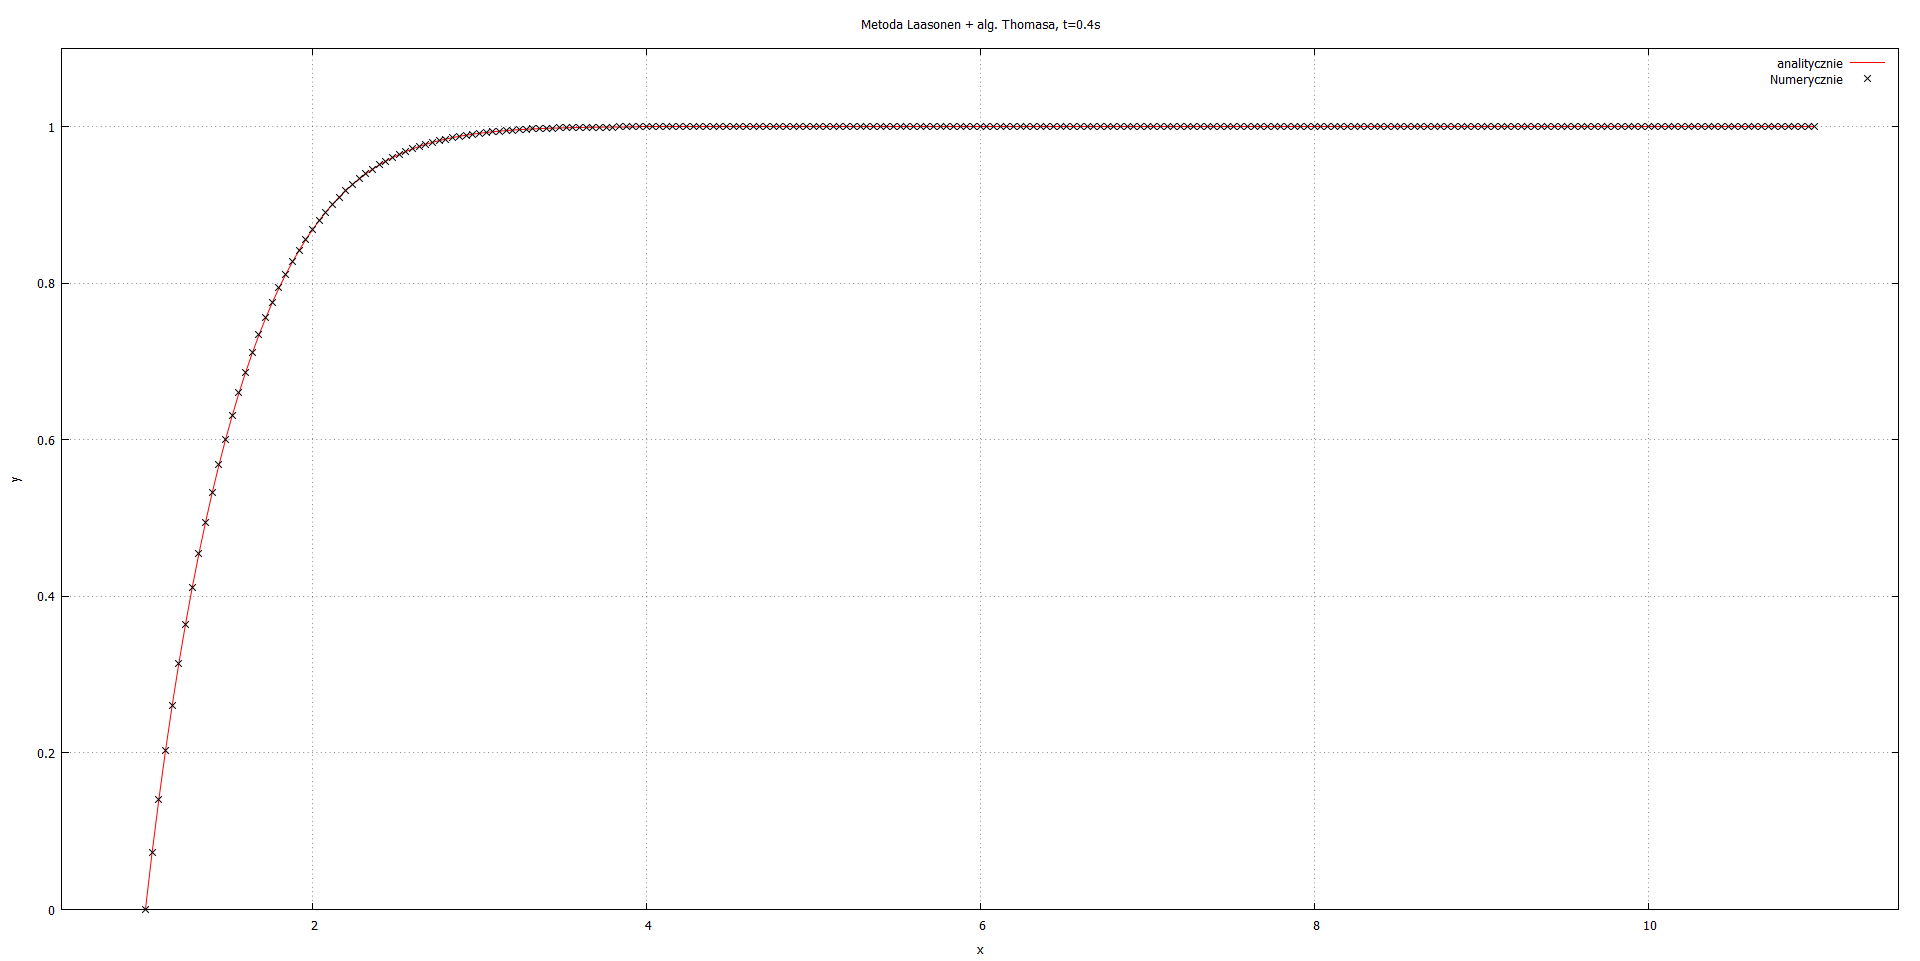 Metoda Laasonen + alg. Thomasa, t=0.4s
analitycznie
Numerycznie
1
0.8
0.6
0.4
0.2
0
y
2 4 6 8 10
x